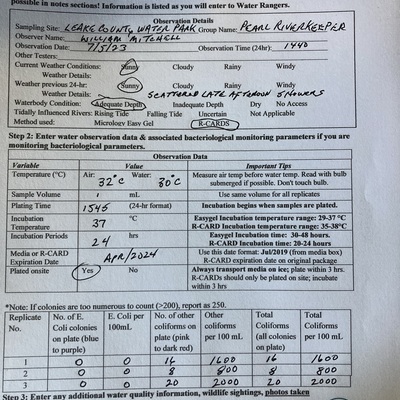 possible in notes sections! Information is listed as you will enter to Water Rangers.
Observation Details
Sampling Site: LEAKE COUNTY WATER PARK Group Name: PEARL RIVERKEEPER
Observer Name: WILLIAM MITCHELL
Observation Date: 7/5/23 Observation Time (24hr): 1440
Other Testers:
Current Weather Conditions: Sunny Cloudy Rainy Windy
Weather Details:
Weather previous 24-hr: Sunny Cloudy Rainy Windy
Weather Details: SCATTERED LATE AFTERNOON SHOWERS
Waterbody Condition: Adequate Depth Inadequate Depth Dry No Access
Tidally Influenced Rivers: Rising Tide Falling Tide Uncertain Not Applicable
Method used: Micrology Easy Gel R-CARDS
Step 2: Enter water observation data & associated bacteriological monitoring parameters if you are
monitoring bacteriological parameters.
Observation Data
Variable Value Important Tips
Temperature (°C) Air: 32°C Water: 30°C Measure air temp before water temp. Read with bulb
submerged if possible. Don't touch bulb.
Sample Volume 1 mL Use same volume for all replicates
Plating Time 1545 (24-hr format) Incubation begins when samples are plated.
Incubation Temperature 37 °C Easygel Incubation temperature range: 29-37 °C
R-CARD Incubation temperature range: 35-38°C
Incubation Periods 24 hrs Easygel Incubation time: 30-48 hours.
R-CARD Incubation time: 20-24 hours
Media or R-CARD Expiration Date APR/2024 Use this date format: Jul/2019 (from media box)
R-CARD expiration date on original package
Plated onsite Yes No Always transport media on ice; plate within 3 hrs.
R-CARDs should only be plated on site; incubate
within 3 hrs
*Note: If colonies are too numerous to count (>200), report as 250.
Replicate No. No. of E. Coli colonies on plate (blue to purple) E. Coli per 100mL No. of other coliforms on plate (pink to dark red) Other coliforms per 100 mL Total Coliforms (all colonies on plate) Total coliforms per 100 mL
1 0 0 16 1600 16 1600
2 0 0 8 800 8 800
3 0 0 20 2000 20 2000
Step 3: Enter any additional water quality information, wildlife sightings, photos taken